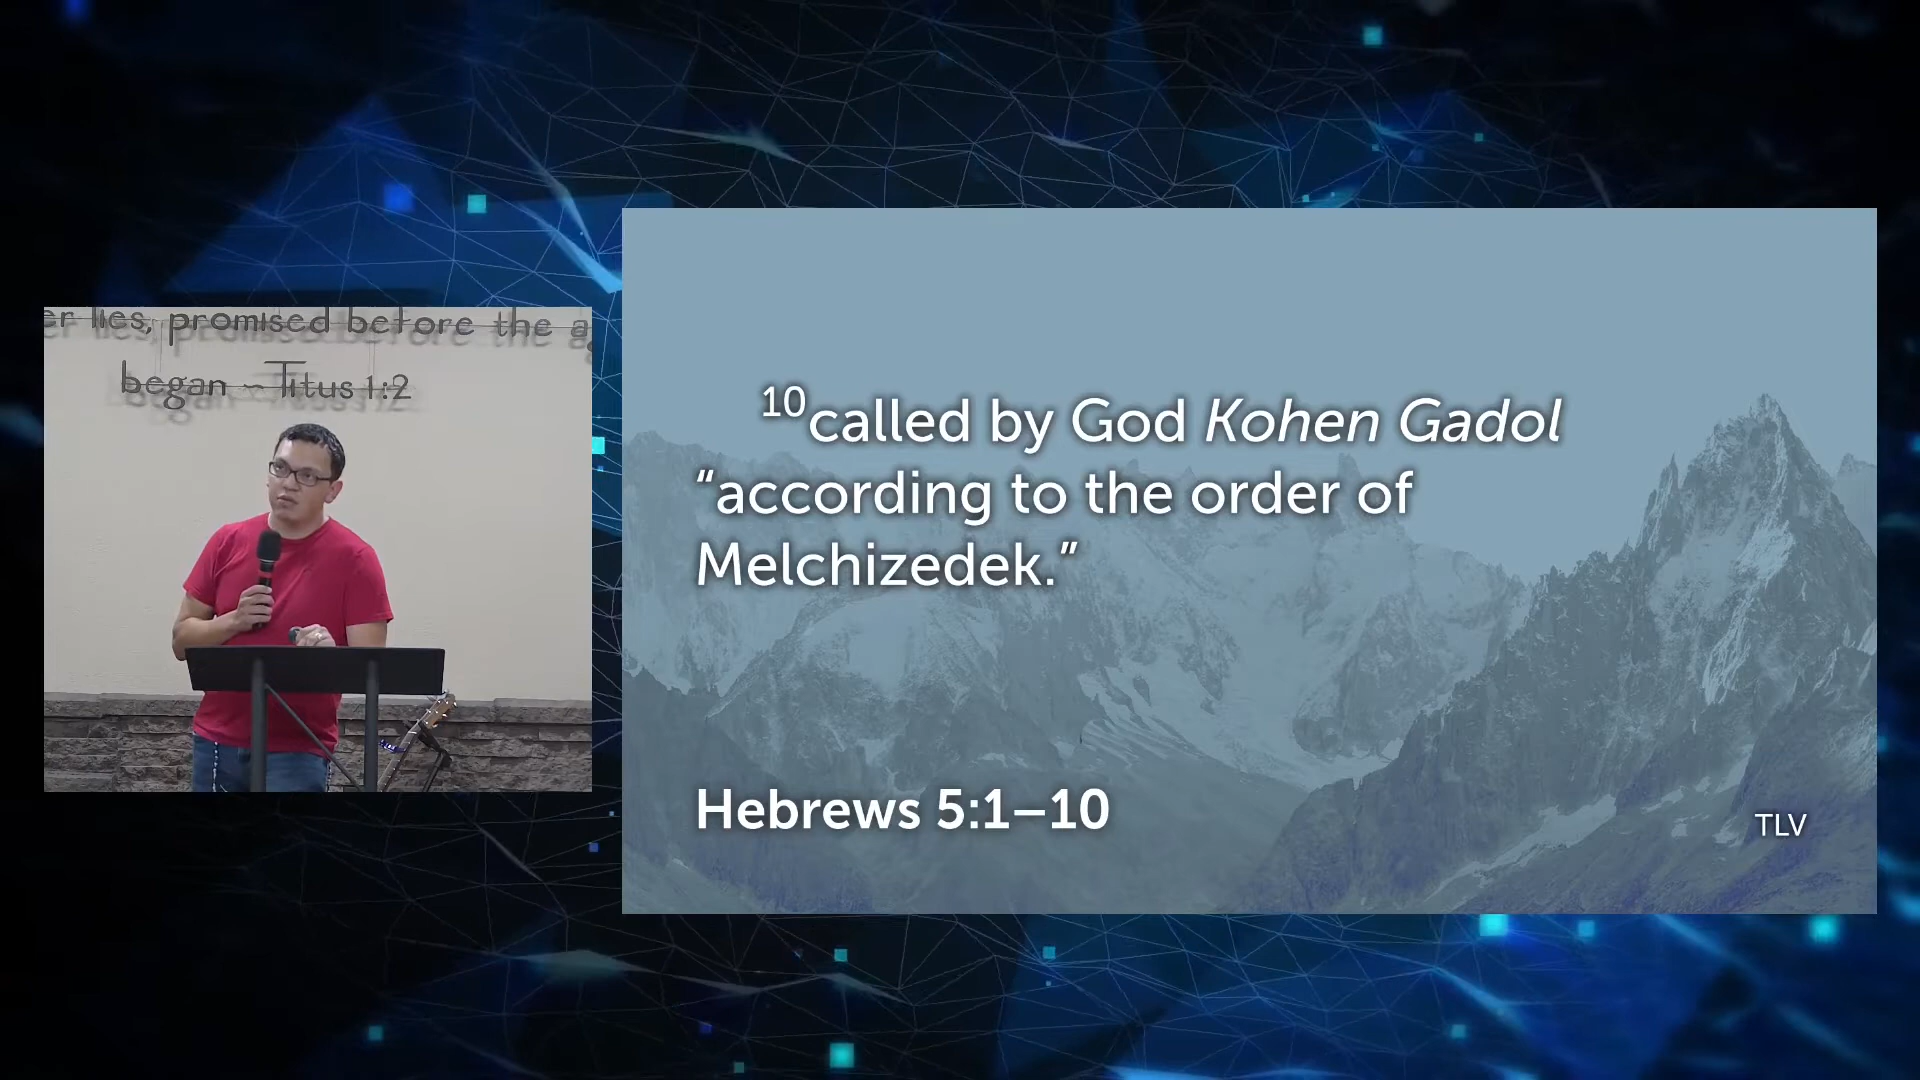 er lies, promised before the a
began ~ Titus 1:2
10called by God Kohen Gadol
“according to the order of
Melchizedek.”
Hebrews 5:1–10
TLV